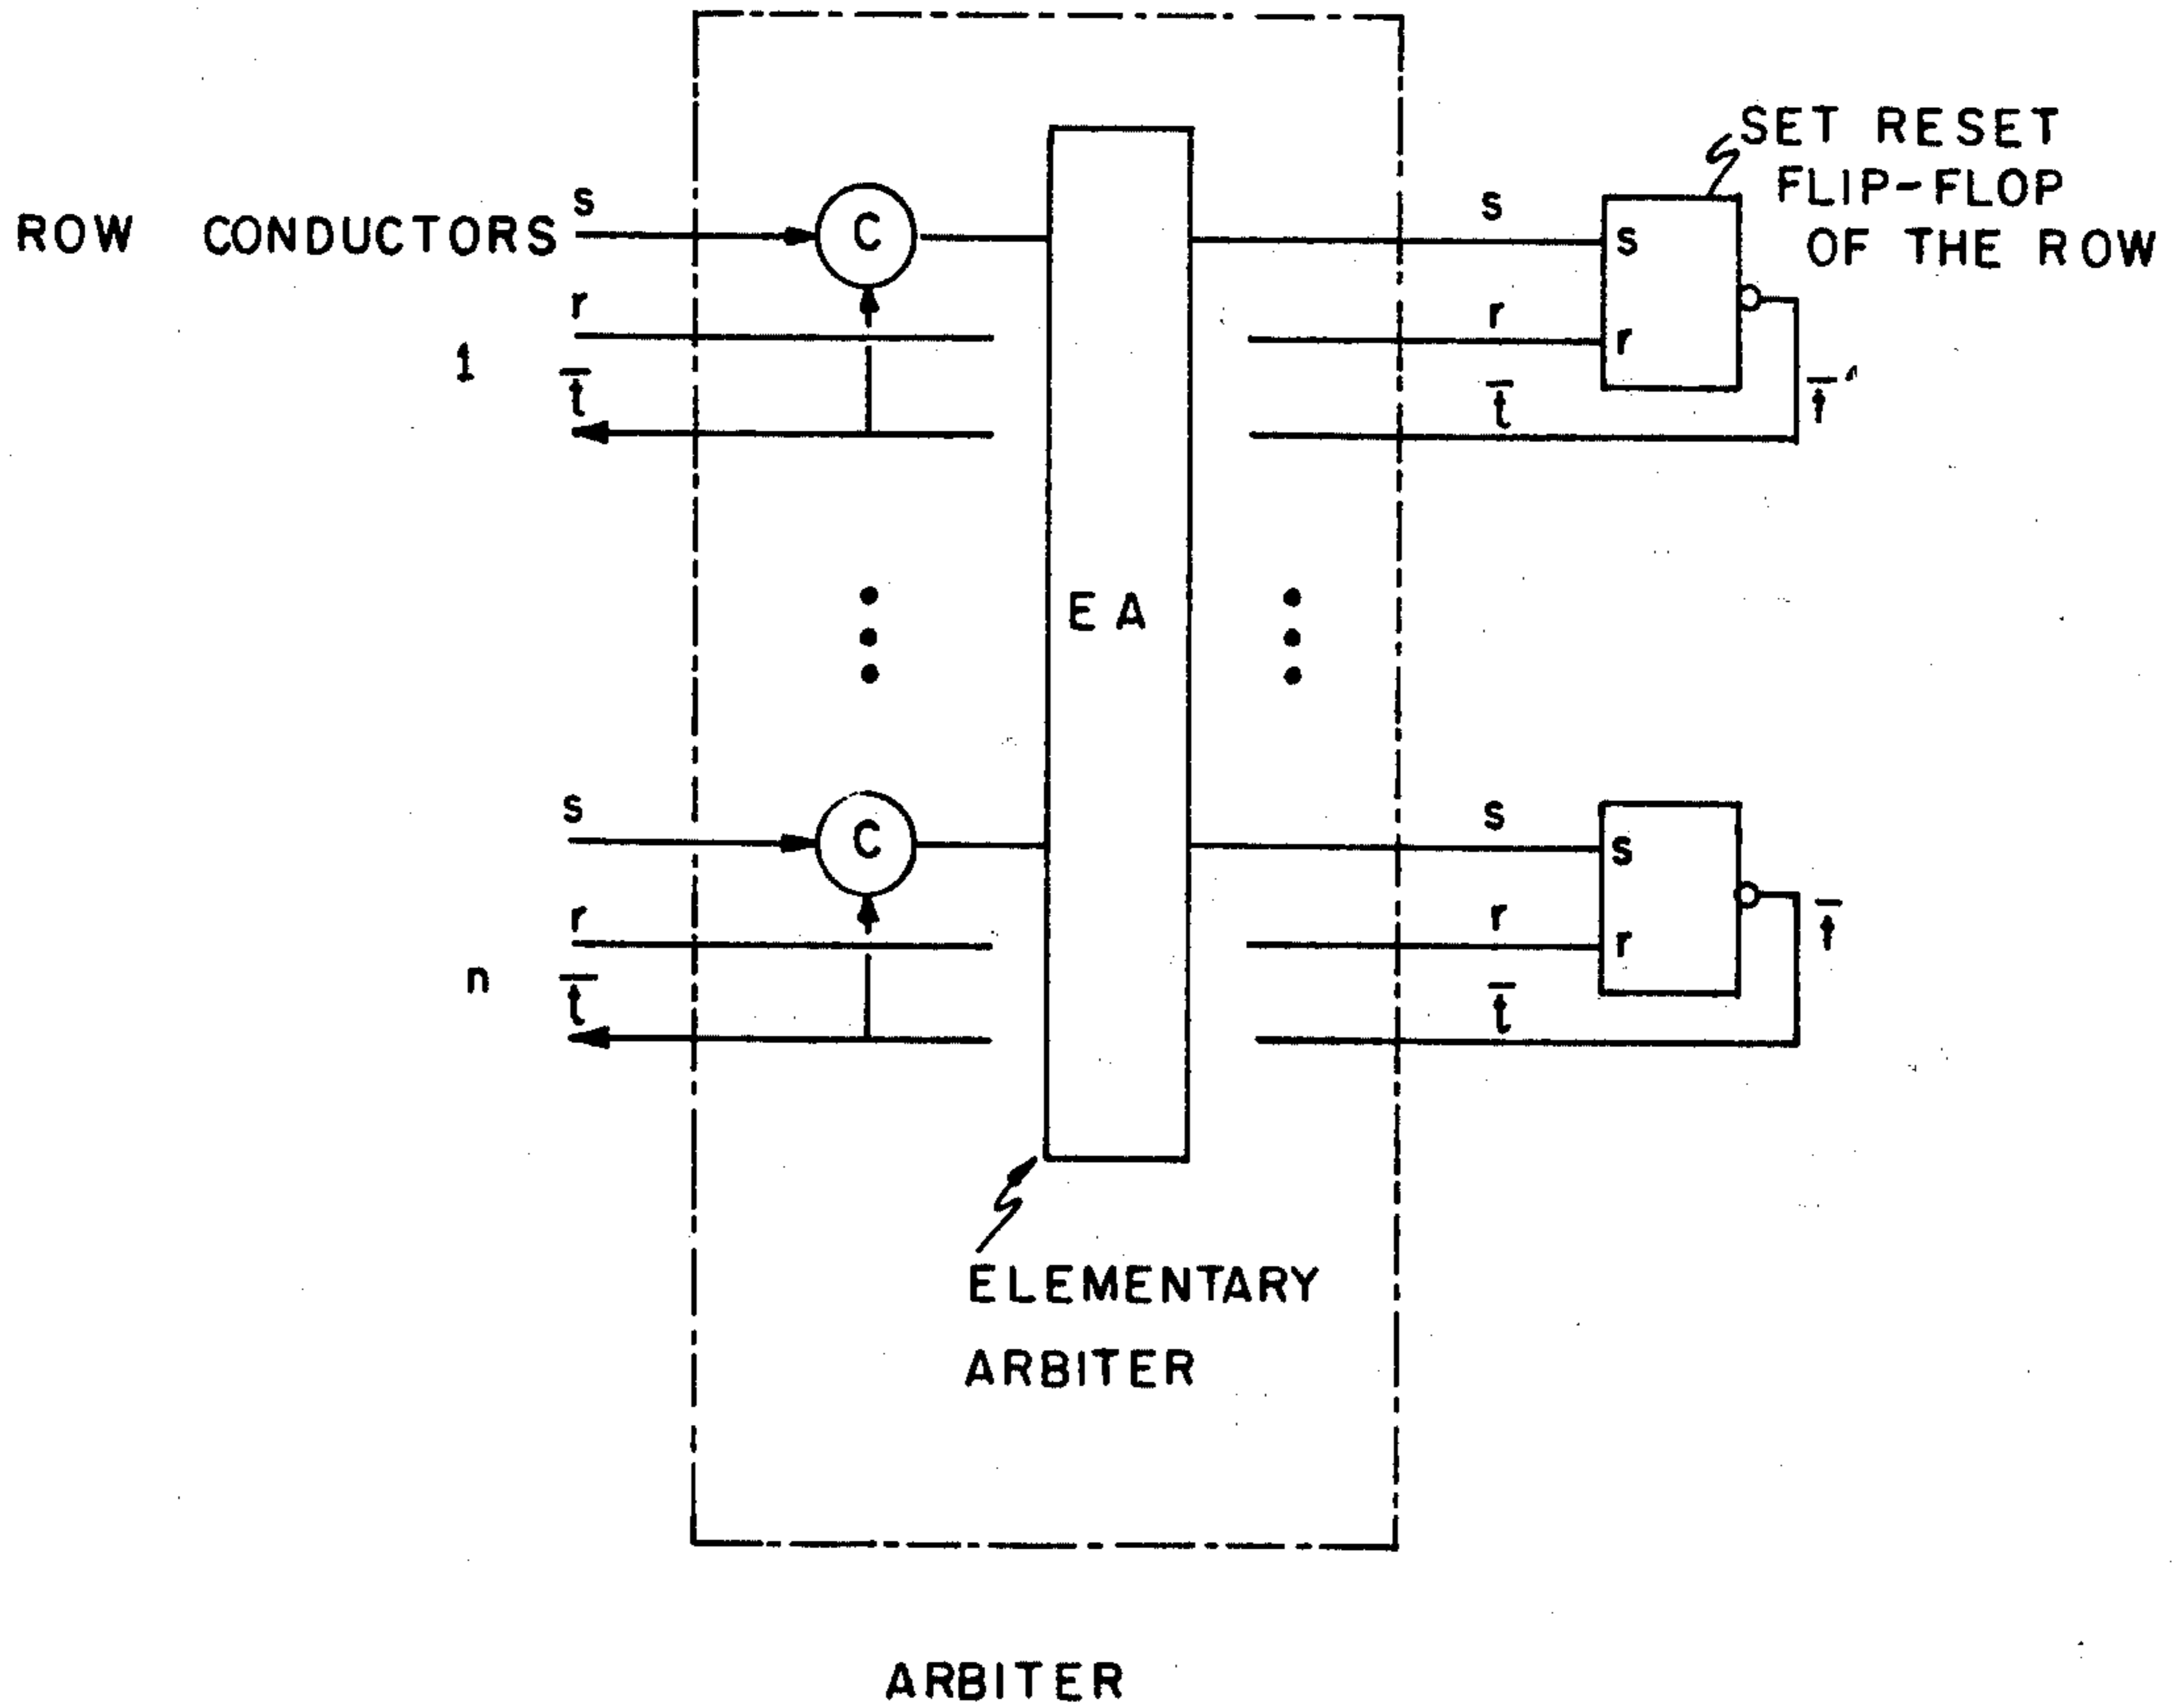 SET RESET
FLIP-FLOP
OF THE ROW
ROW CONDUCTORS
s
C
s
s
r
r
r
1
t̅
t̅
t̅'
EA
s
C
s
s
r
r
r
n
t̅
t̅
t̅
ELEMENTARY
ARBITER
ARBITER